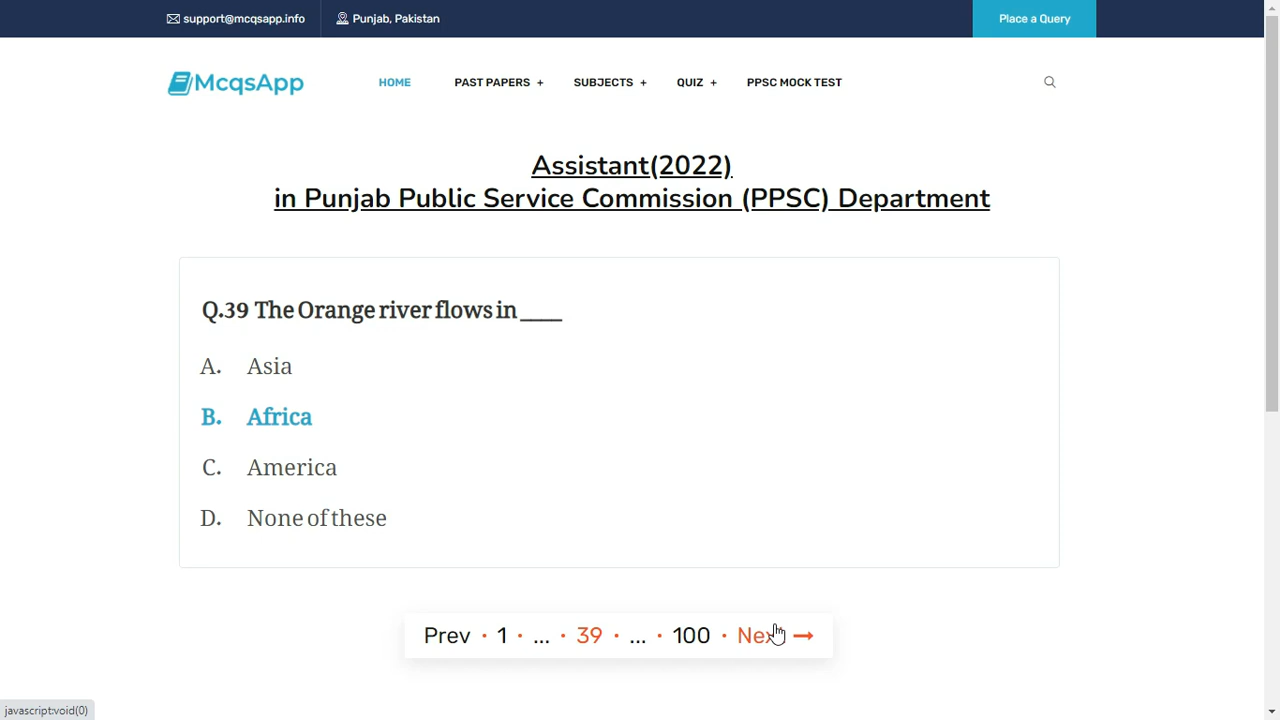 support@mcqsapp.info Punjab, Pakistan Place a Query
McqsApp HOME PAST PAPERS + SUBJECTS + QUIZ + PPSC MOCK TEST
Assistant(2022)
in Punjab Public Service Commission (PPSC) Department
Q.39 The Orange river flows in ____
A. Asia
B. Africa
C. America
D. None of these
Prev · 1 · ... · 39 · ... · 100 · Next →
javascript:void(0)